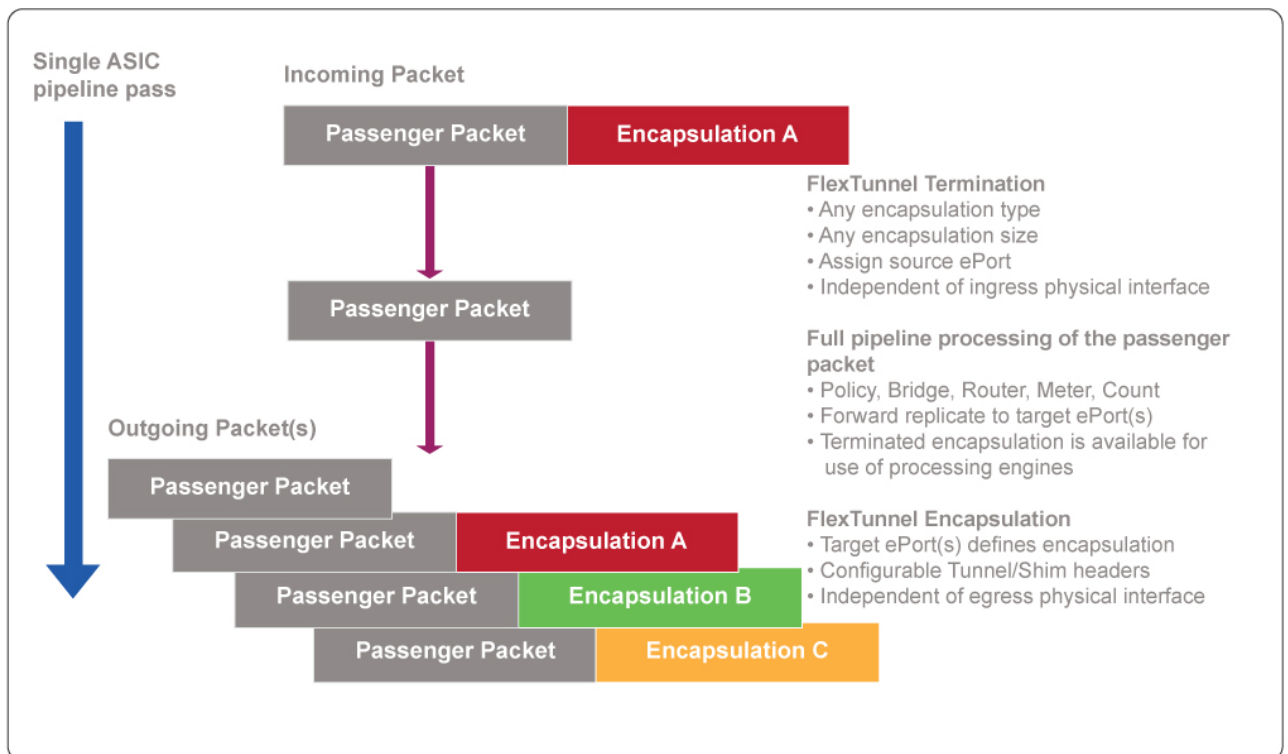 Single ASIC
pipeline pass
Incoming Packet
Passenger Packet
Encapsulation A
FlexTunnel Termination
• Any encapsulation type
• Any encapsulation size
• Assign source ePort
• Independent of ingress physical interface
Passenger Packet
Full pipeline processing of the passenger
packet
• Policy, Bridge, Router, Meter, Count
• Forward replicate to target ePort(s)
• Terminated encapsulation is available for
use of processing engines
Outgoing Packet(s)
Passenger Packet
Passenger Packet
Encapsulation A
Passenger Packet
Encapsulation B
Passenger Packet
Encapsulation C
FlexTunnel Encapsulation
• Target ePort(s) defines encapsulation
• Configurable Tunnel/Shim headers
• Independent of egress physical interface